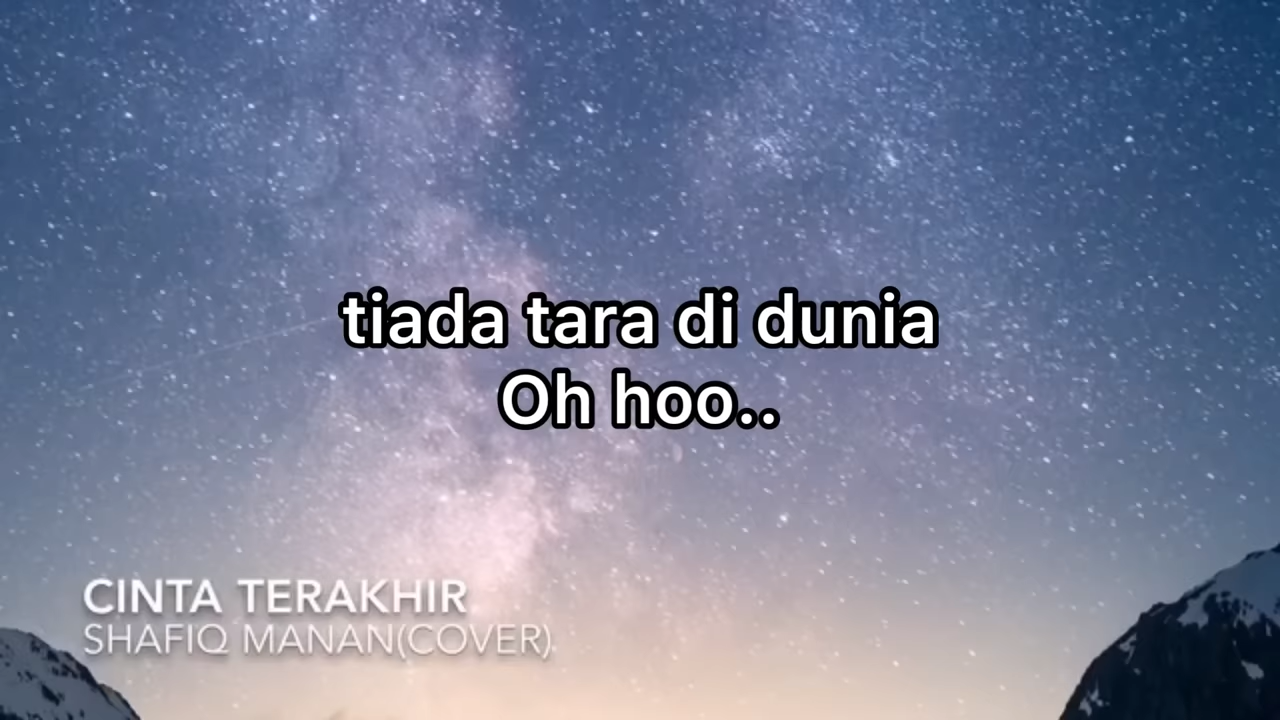 tiada tara di dunia
Oh hoo..
CINTA TERAKHIR
SHAFIQ MANAN(COVER)